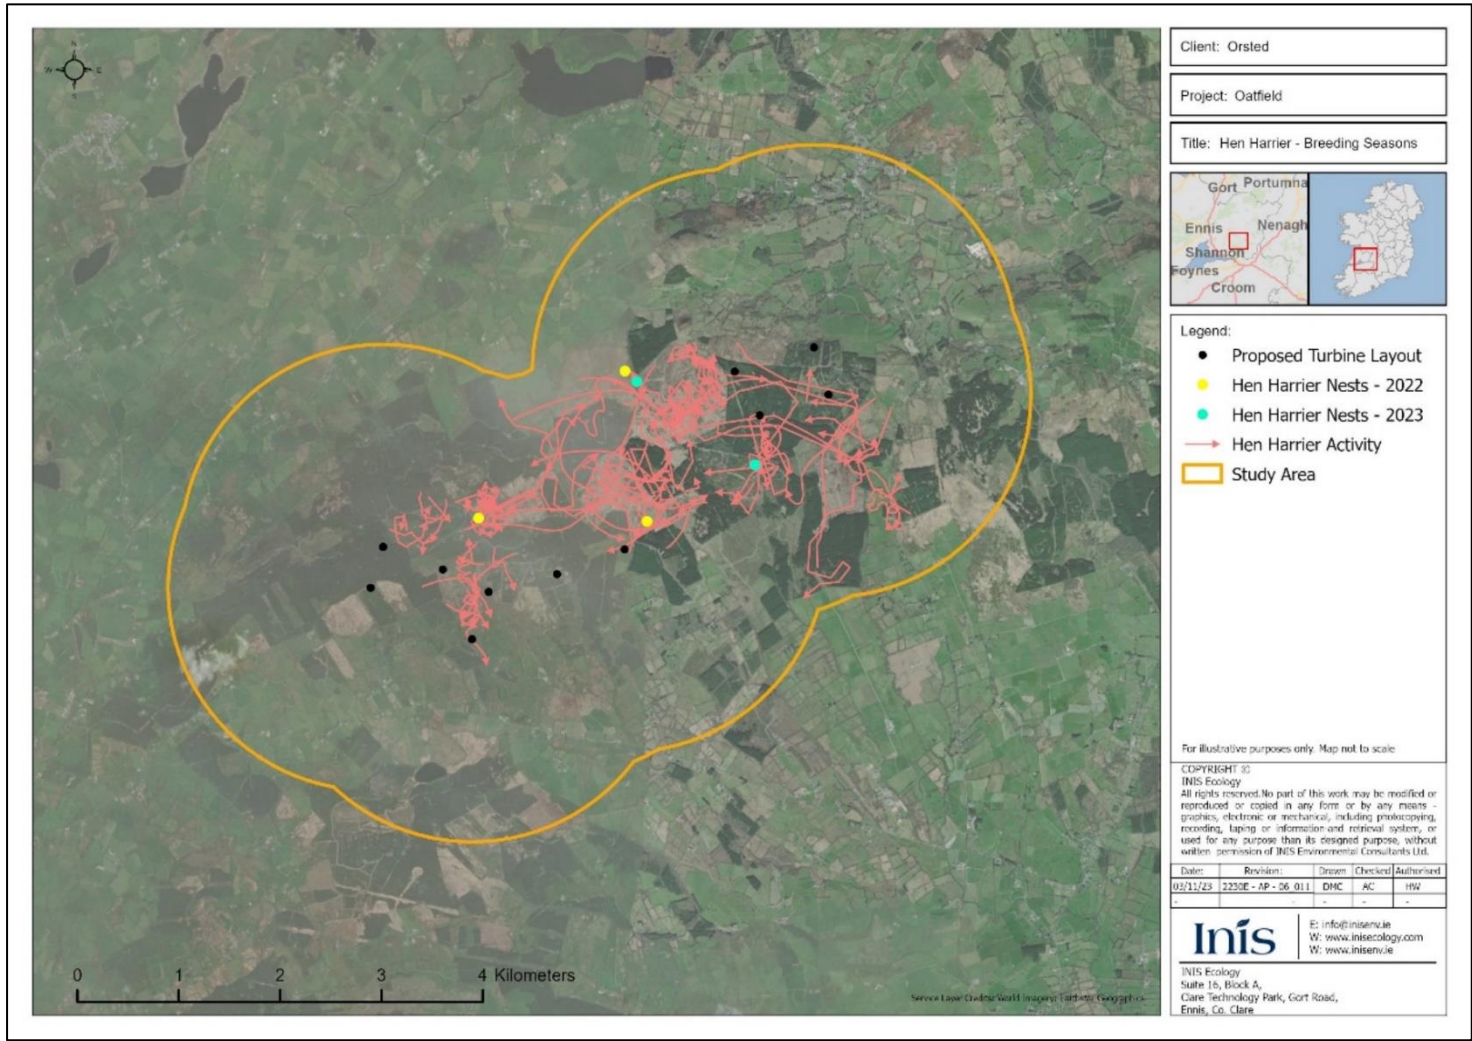 N
W E
S
0 1 2 3 4 Kilometers
Service Layer Credits: World Imagery: Earthstar Geographics
Client: Orsted
Project: Oatfield
Title: Hen Harrier - Breeding Seasons
Gort Portumna
Ennis Nenagh
Shannon
Foynes
Croom
Legend:
Proposed Turbine Layout
Hen Harrier Nests - 2022
Hen Harrier Nests - 2023
Hen Harrier Activity
Study Area
For illustrative purposes only. Map not to scale
COPYRIGHT ©
INIS Ecology
All rights reserved.No part of this work may be modified or
reproduced or copied in any form or by any means -
graphics, electronic or mechanical, including photocopying,
recording, taping or information and retrieval system, or
used for any purpose than its designed purpose, without
written permission of INIS Environmental Consultants Ltd.
Date: Revision: Drawn Checked Authorised
03/11/23 2230E - AP - 06_011 DMC AC HW
- - - - -
Inis
E: info@inisenv.ie
W: www.inisecology.com
W: www.inisenv.ie
INIS Ecology
Suite 16, Block A,
Clare Technology Park, Gort Road,
Ennis, Co. Clare